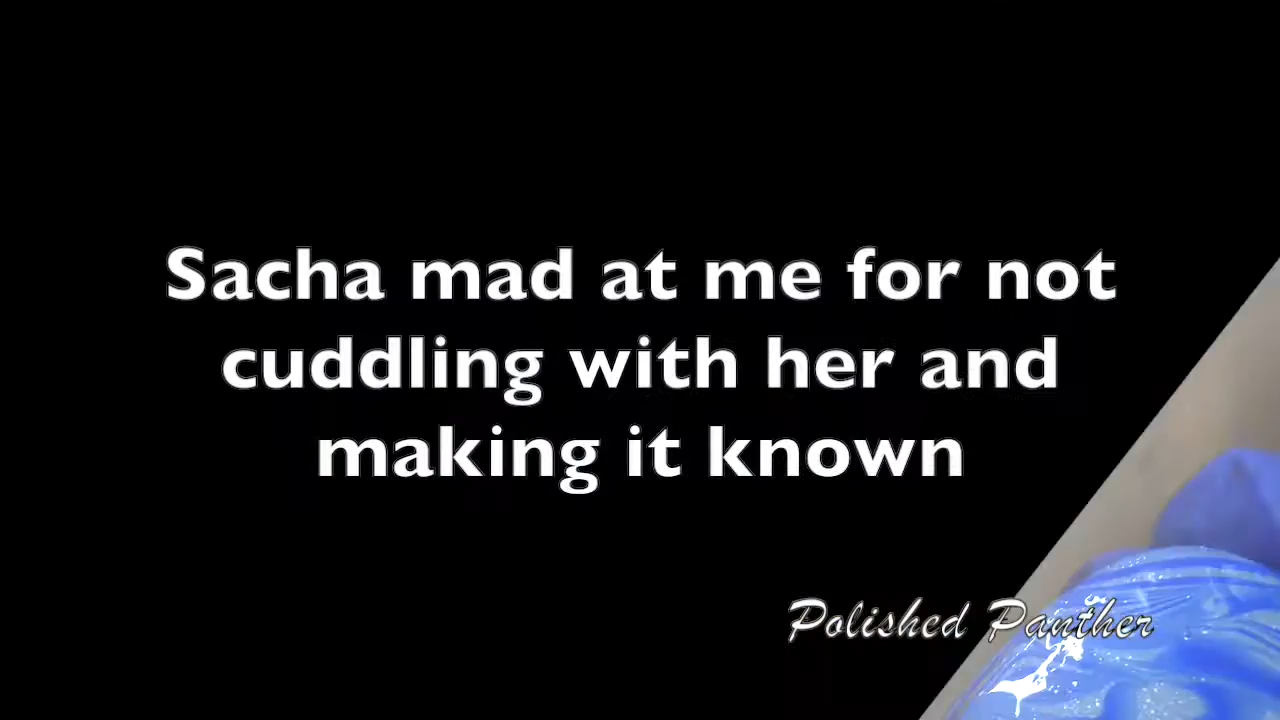 Sacha mad at me for not
cuddling with her and
making it known
Polished Panther